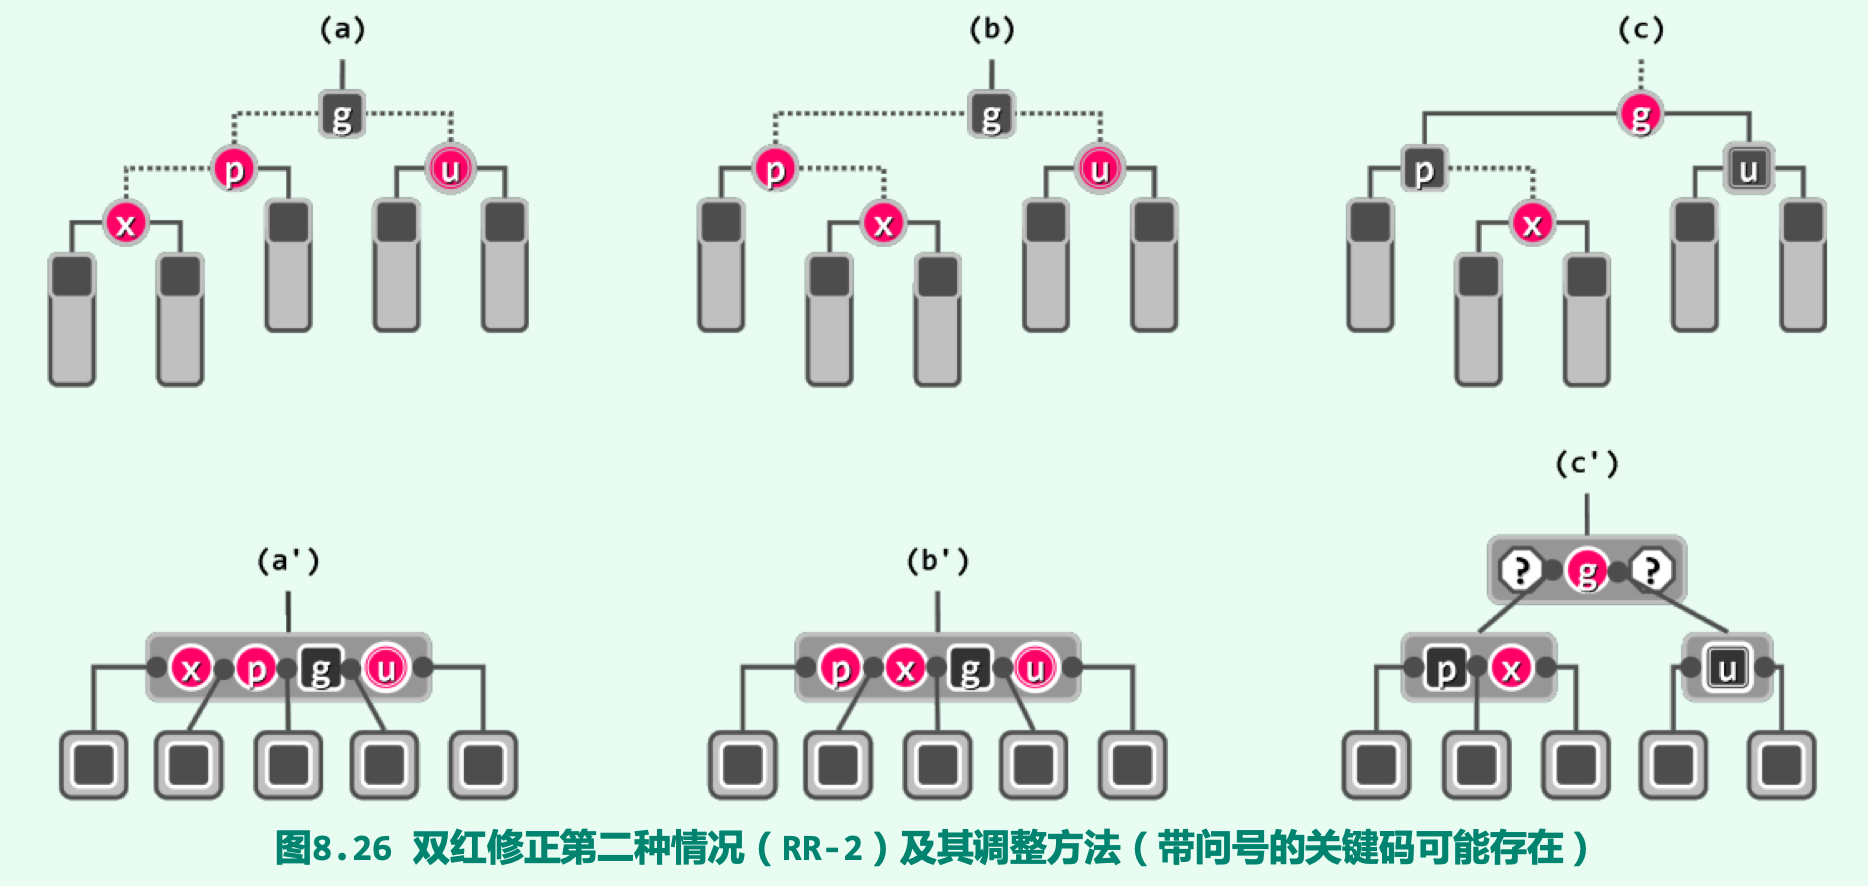 (a) (b) (c)
g g g
p u p u p u
x x x
(c')
? g ?
(a') (b')
x p g u p x g u p x u
图8.26 双红修正第二种情况（RR-2）及其调整方法（带问号的关键码可能存在）